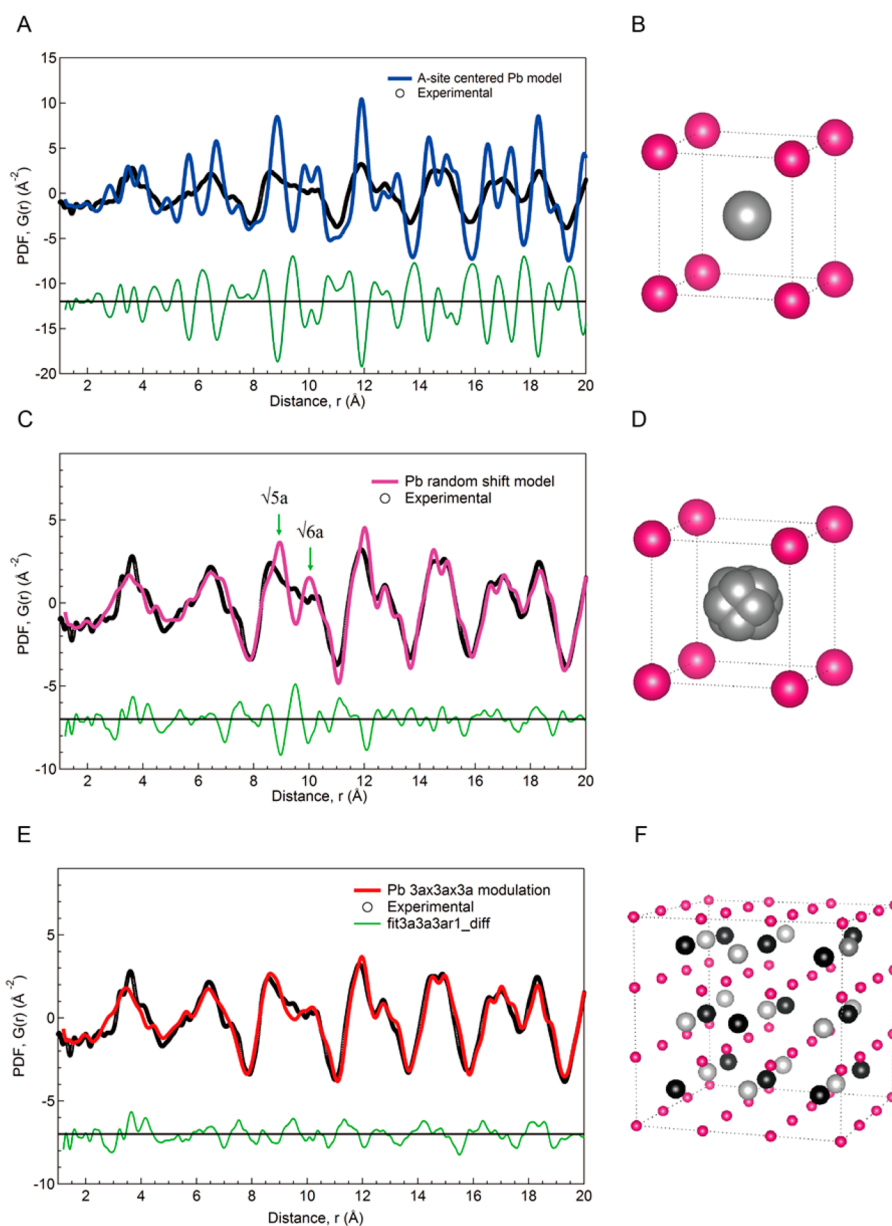 A
B
15
10
5
0
-5
-10
-15
-20
PDF, G(r) (Å⁻²)
A-site centered Pb model
Experimental
2 4 6 8 10 12 14 16 18 20
Distance, r (Å)
C
D
5
0
-5
-10
PDF, G(r) (Å⁻²)
Pb random shift model
Experimental
√5a
√6a
2 4 6 8 10 12 14 16 18 20
Distance, r (Å)
E
F
5
0
-5
-10
PDF, G(r) (Å⁻²)
Pb 3ax3ax3a modulation
Experimental
fit3a3a3ar1_diff
2 4 6 8 10 12 14 16 18 20
Distance, r (Å)